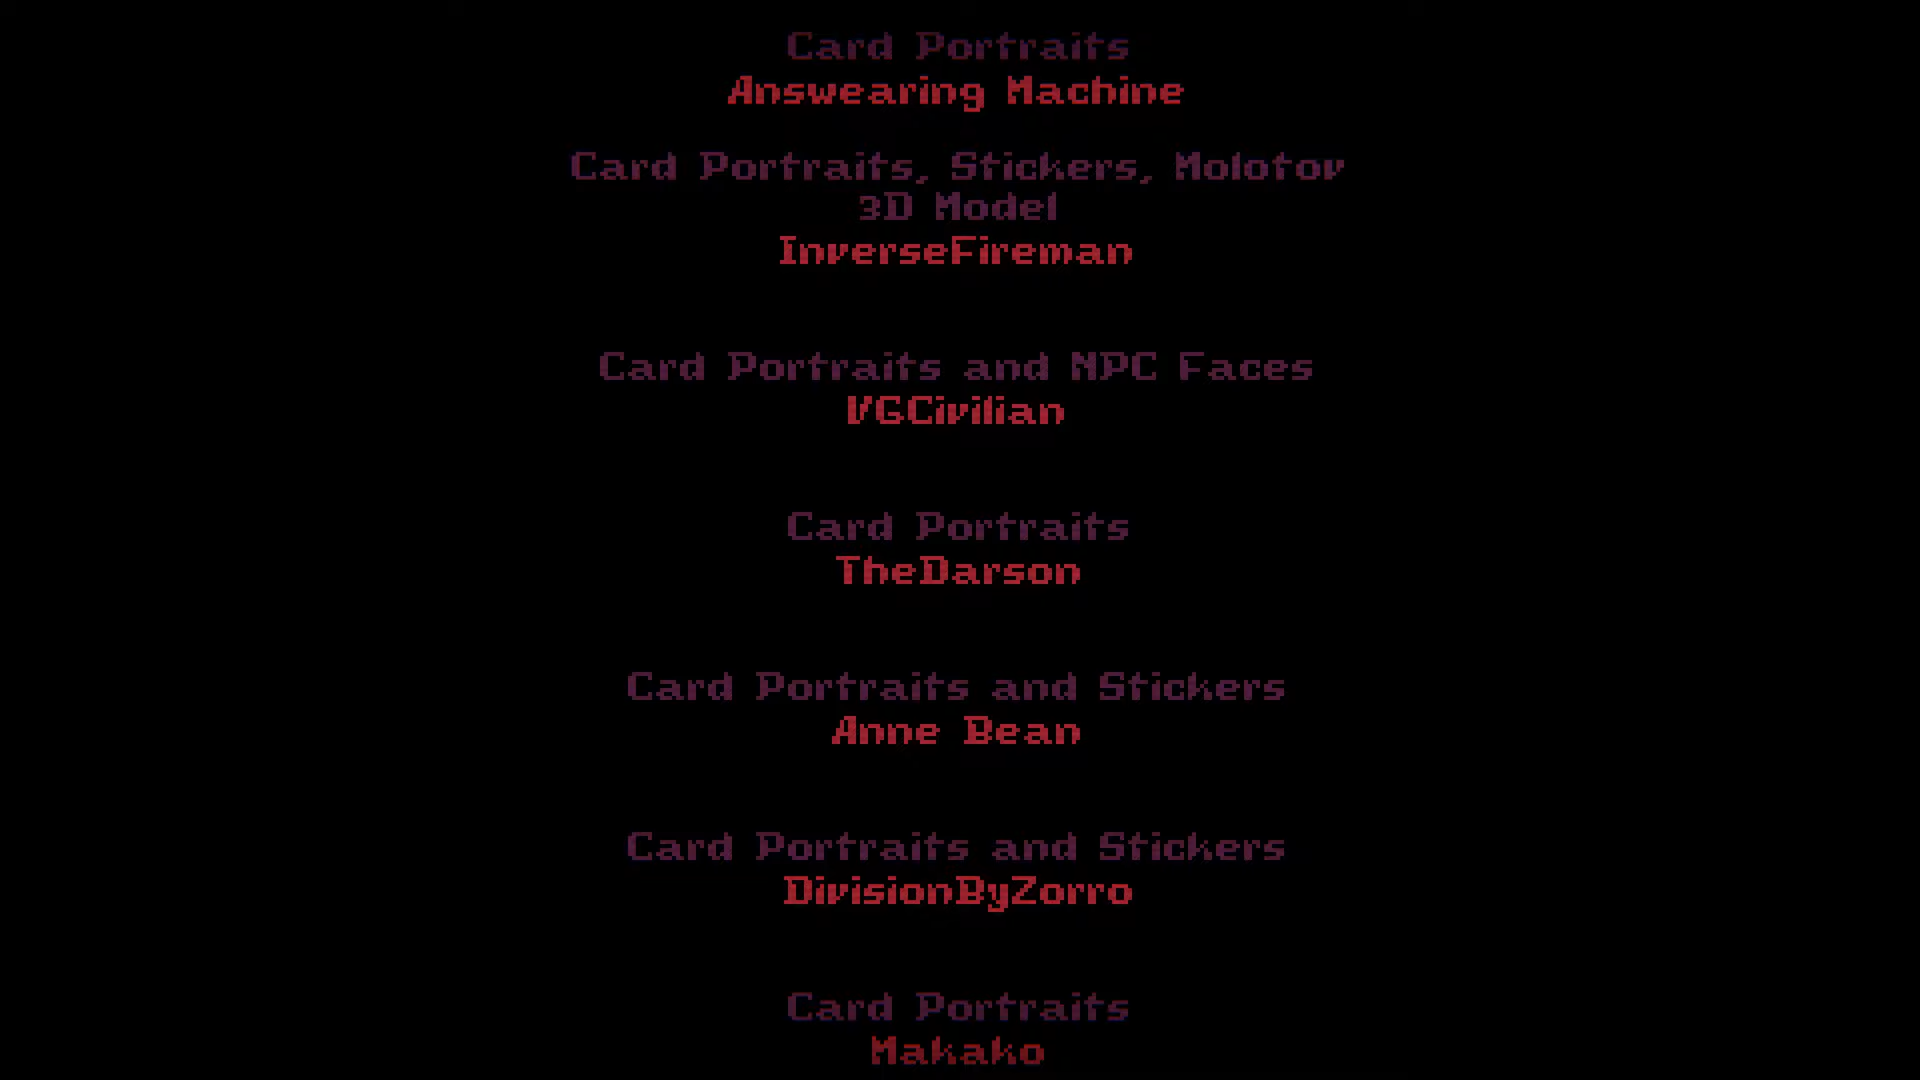 Card Portraits
Answearing Machine
Card Portraits, Stickers, Molotov
3D Model
InverseFireman
Card Portraits and NPC Faces
VGCivilian
Card Portraits
TheDarson
Card Portraits and Stickers
Anne Bean
Card Portraits and Stickers
DivisionByZorro
Card Portraits
Makako